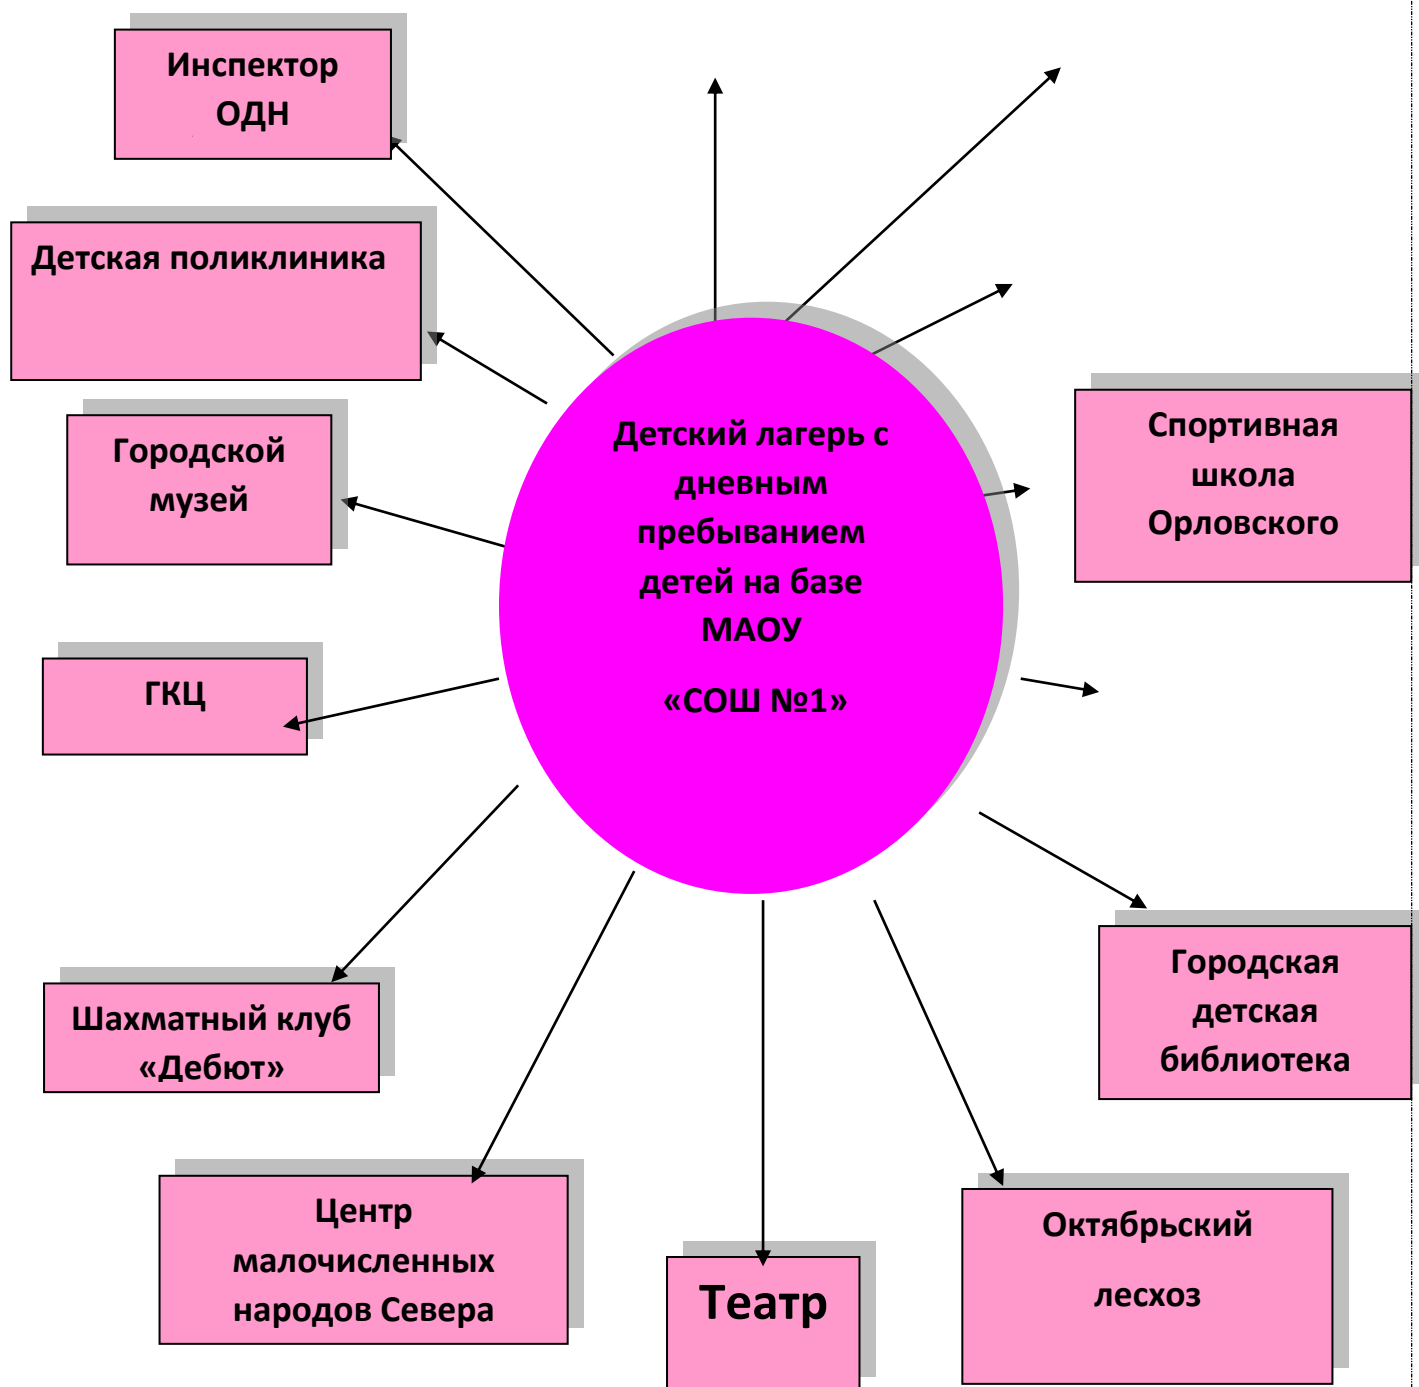 Инспектор
ОДН
Детская поликлиника
Городской
музей
Детский лагерь с
дневным
пребыванием
детей на базе
МАОУ
«СОШ №1»
Спортивная
школа
Орловского
ГКЦ
Шахматный клуб
«Дебют»
Городская
детская
библиотека
Центр
малочисленных
народов Севера
Театр
Октябрьский
лесхоз